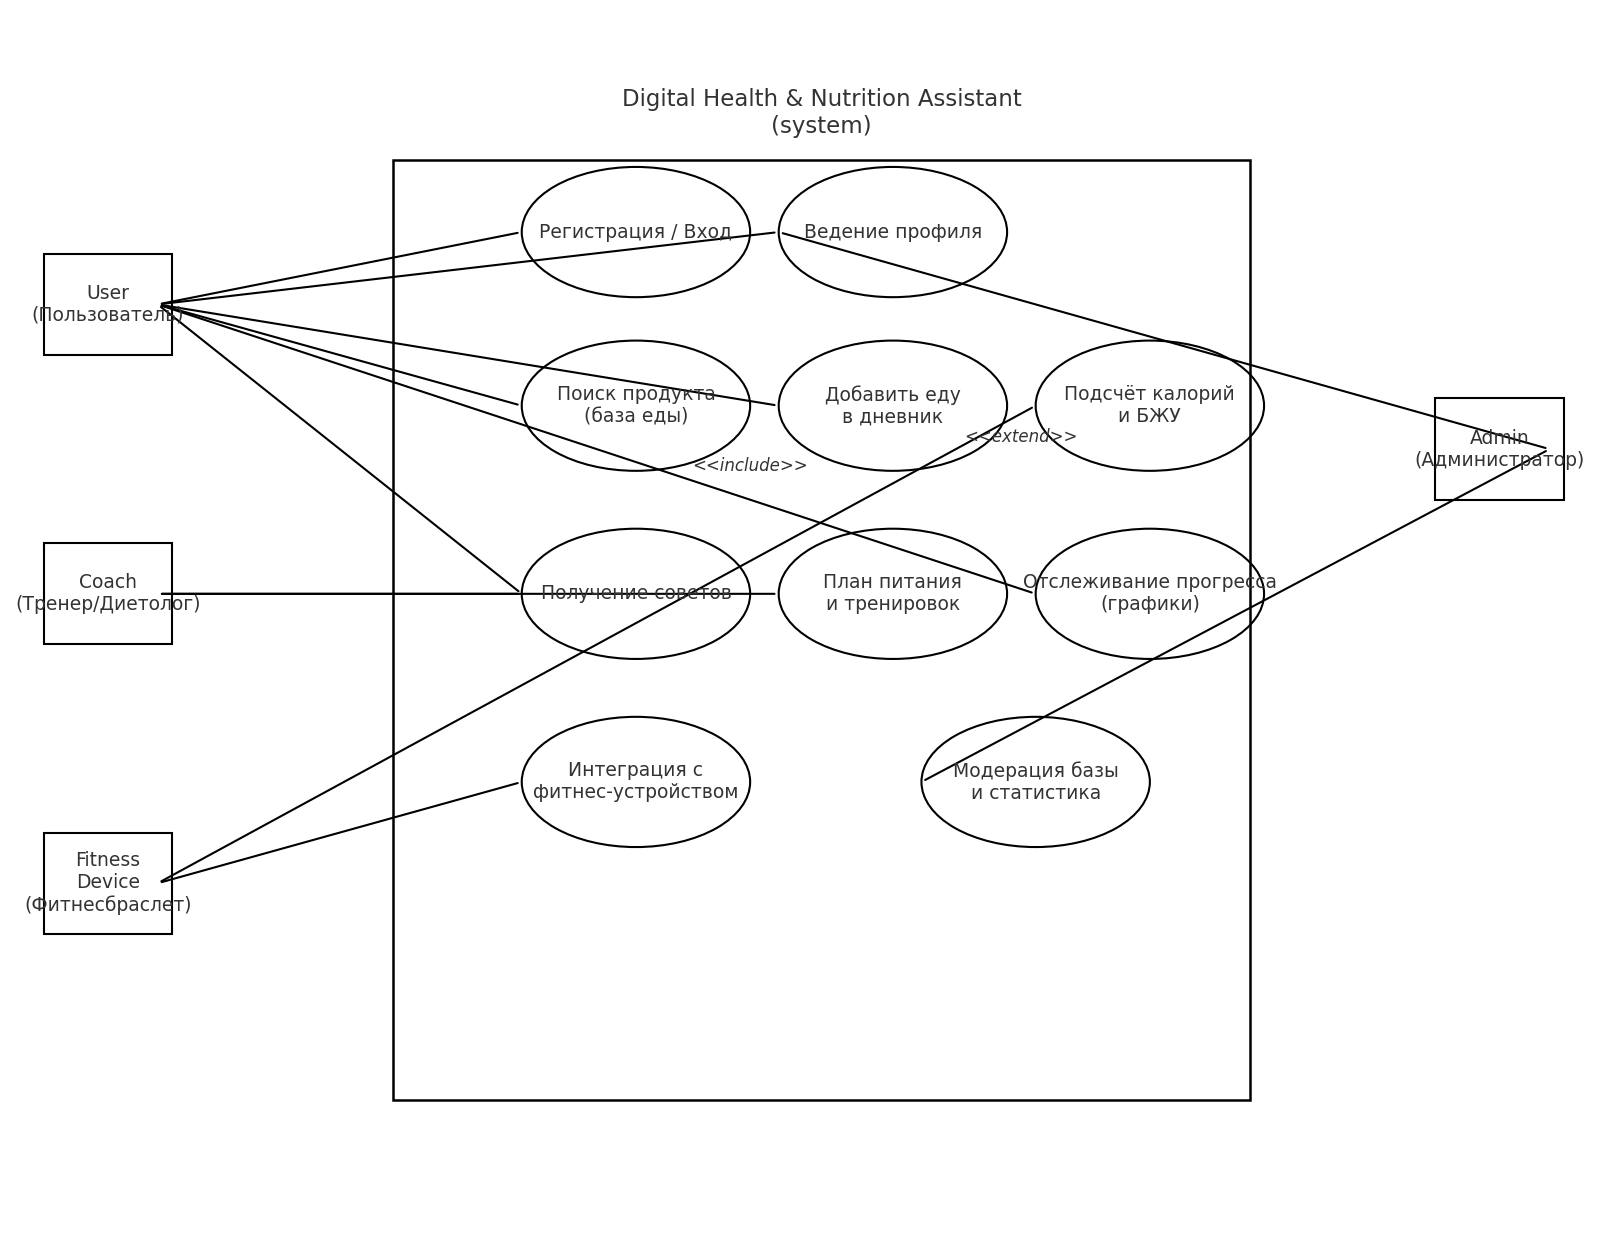 Digital Health & Nutrition Assistant
(system)
Регистрация / Вход
Ведение профиля
User
(Пользователь)
Поиск продукта
(база еды)
Добавить еду
в дневник
Подсчёт калорий
и БЖУ
<<extend>>
<<include>>
Admin
(Администратор)
Coach
(Тренер/Диетолог)
Получение советов
План питания
и тренировок
Отслеживание прогресса
(графики)
Интеграция с
фитнес-устройством
Модерация базы
и статистика
Fitness
Device
(Фитнесбраслет)